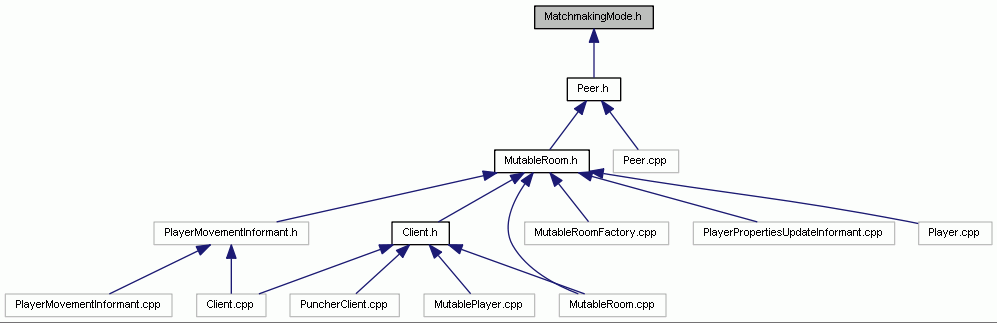 MatchmakingMode.h
Peer.h
MutableRoom.h
Peer.cpp
PlayerMovementInformant.h
Client.h
MutableRoomFactory.cpp
PlayerPropertiesUpdateInformant.cpp
Player.cpp
PlayerMovementInformant.cpp
Client.cpp
PuncherClient.cpp
MutablePlayer.cpp
MutableRoom.cpp